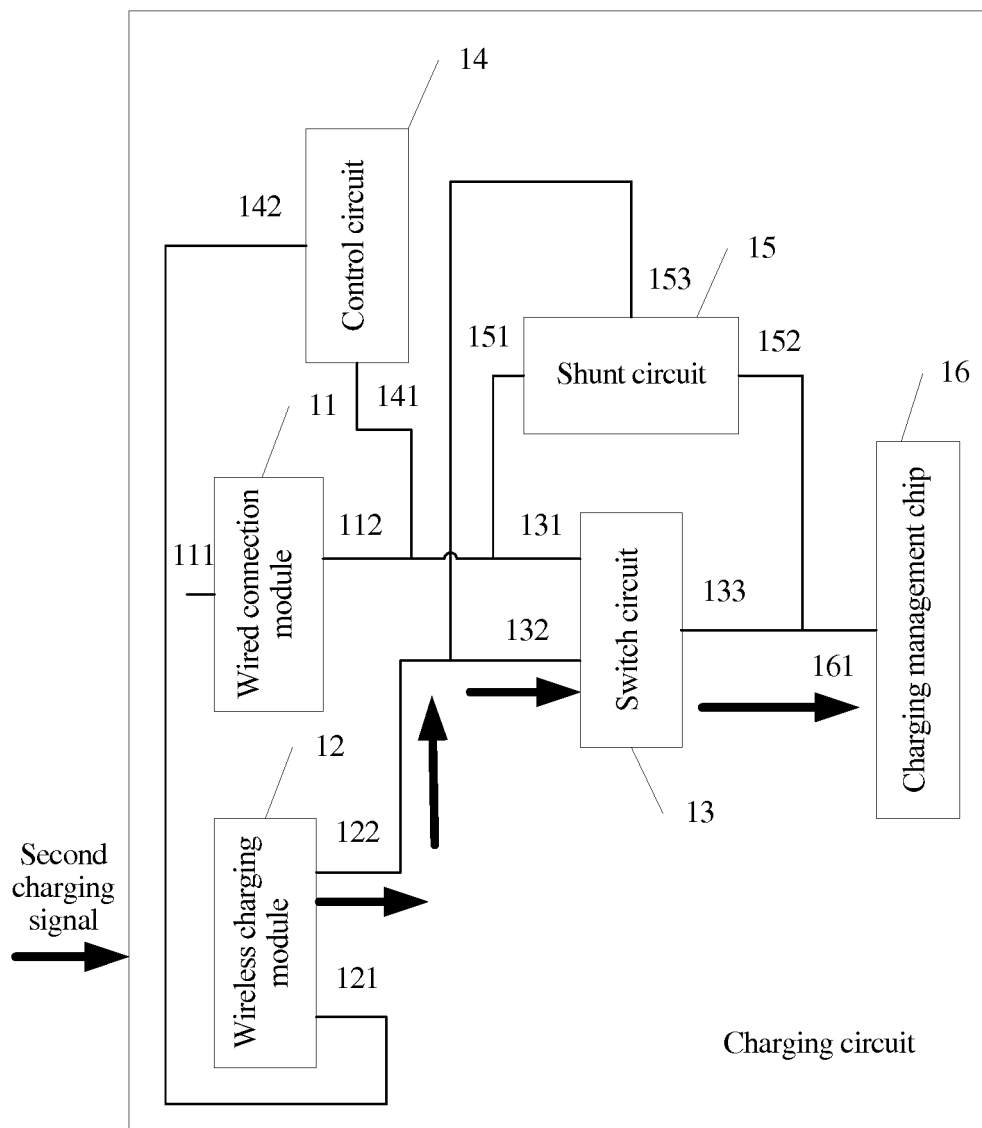 14
142
Control circuit
15
153
151
152
Shunt circuit
16
11
141
112
131
111
Wired connection
module
133
132
Switch circuit
161
Charging management chip
12
13
122
Second
charging
signal
Wireless charging
module
121
Charging circuit